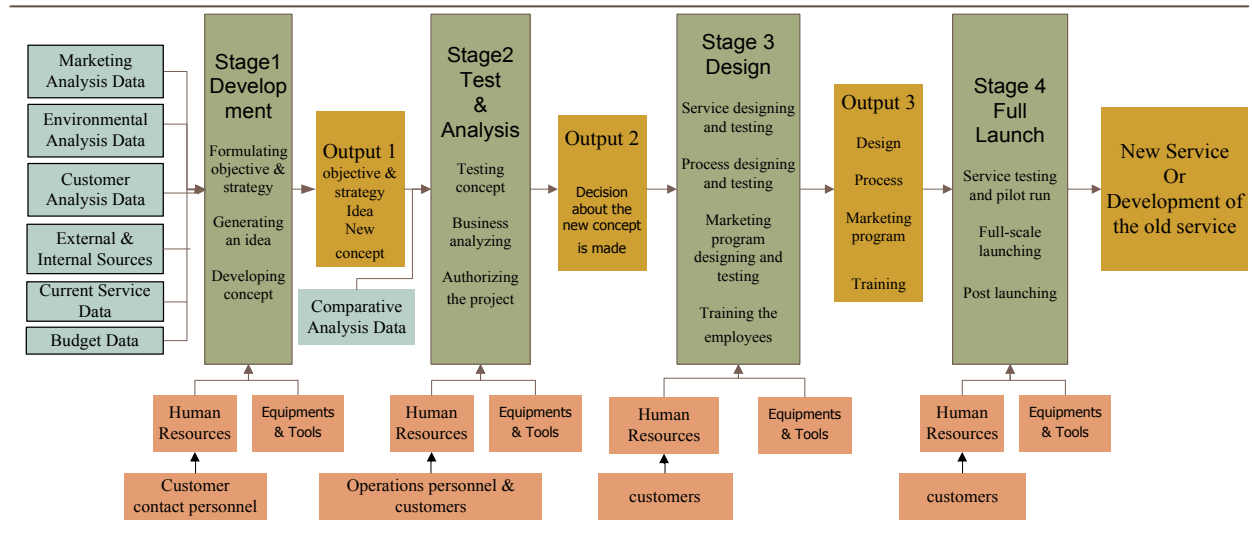 Marketing
Analysis Data
Environmental
Analysis Data
Customer
Analysis Data
External &
Internal Sources
Current Service
Data
Budget Data
Stage1
Develop
ment
Formulating
objective &
strategy
Generating
an idea
Developing
concept
Output 1
objective &
strategy
Idea
New
concept
Comparative
Analysis Data
Stage2
Test
&
Analysis
Testing
concept
Business
analyzing
Authorizing
the project
Output 2
Decision
about the
new concept
is made
Stage 3
Design
Service designing
and testing
Process designing
and testing
Marketing
program
designing and
testing
Training the
employees
Output 3
Design
Process
Marketing
program
Training
Stage 4
Full
Launch
Service testing
and pilot run
Full-scale
launching
Post launching
New Service
Or
Development of
the old service
Human
Resources
Equipments
& Tools
Customer
contact personnel
Human
Resources
Equipments
& Tools
Operations personnel &
customers
Human
Resources
Equipments
& Tools
customers
Human
Resources
Equipments
& Tools
customers